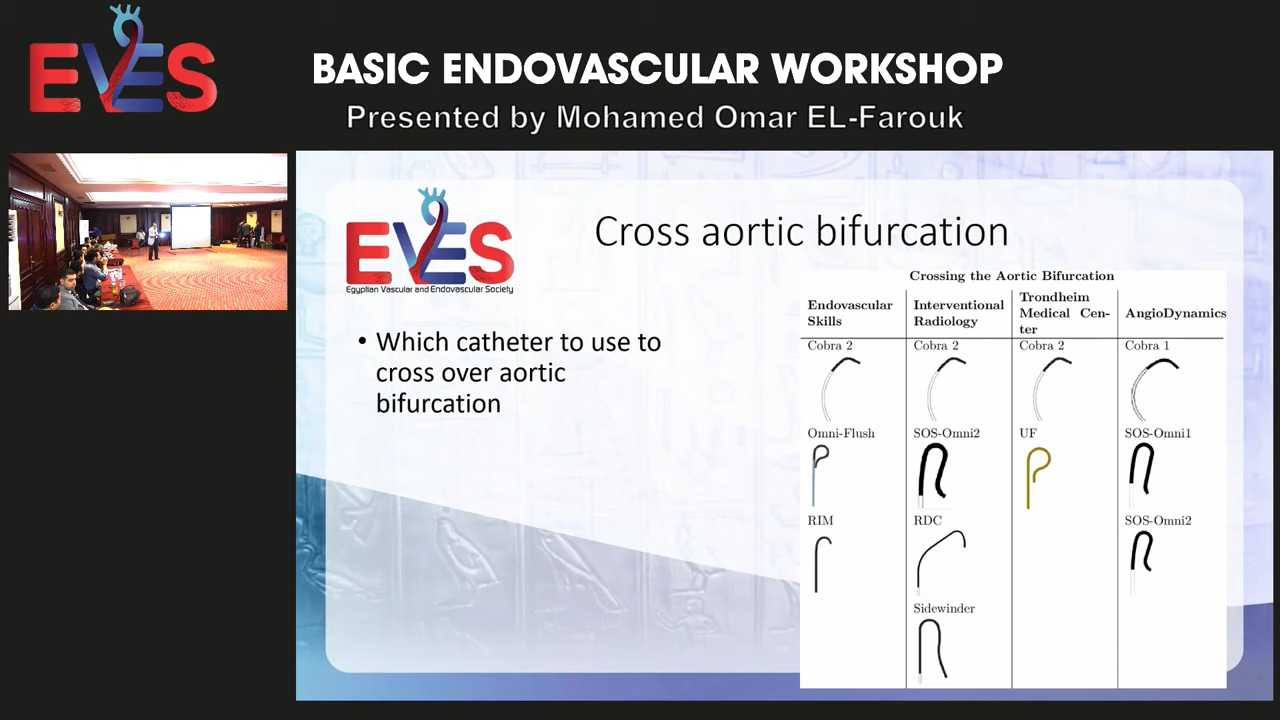 EVES
BASIC ENDOVASCULAR WORKSHOP
Presented by Mohamed Omar EL-Farouk
EVES
Egyptian Vascular and Endovascular Society
Cross aortic bifurcation
• Which catheter to use to
cross over aortic
bifurcation
Crossing the Aortic Bifurcation
Endovascular Skills
Interventional Radiology
Trondheim Medical Cen-
ter
AngioDynamics
Cobra 2
Cobra 2
Cobra 2
Cobra 1
Omni-Flush
SOS-Omni2
UF
SOS-Omni1
RIM
RDC
SOS-Omni2
Sidewinder